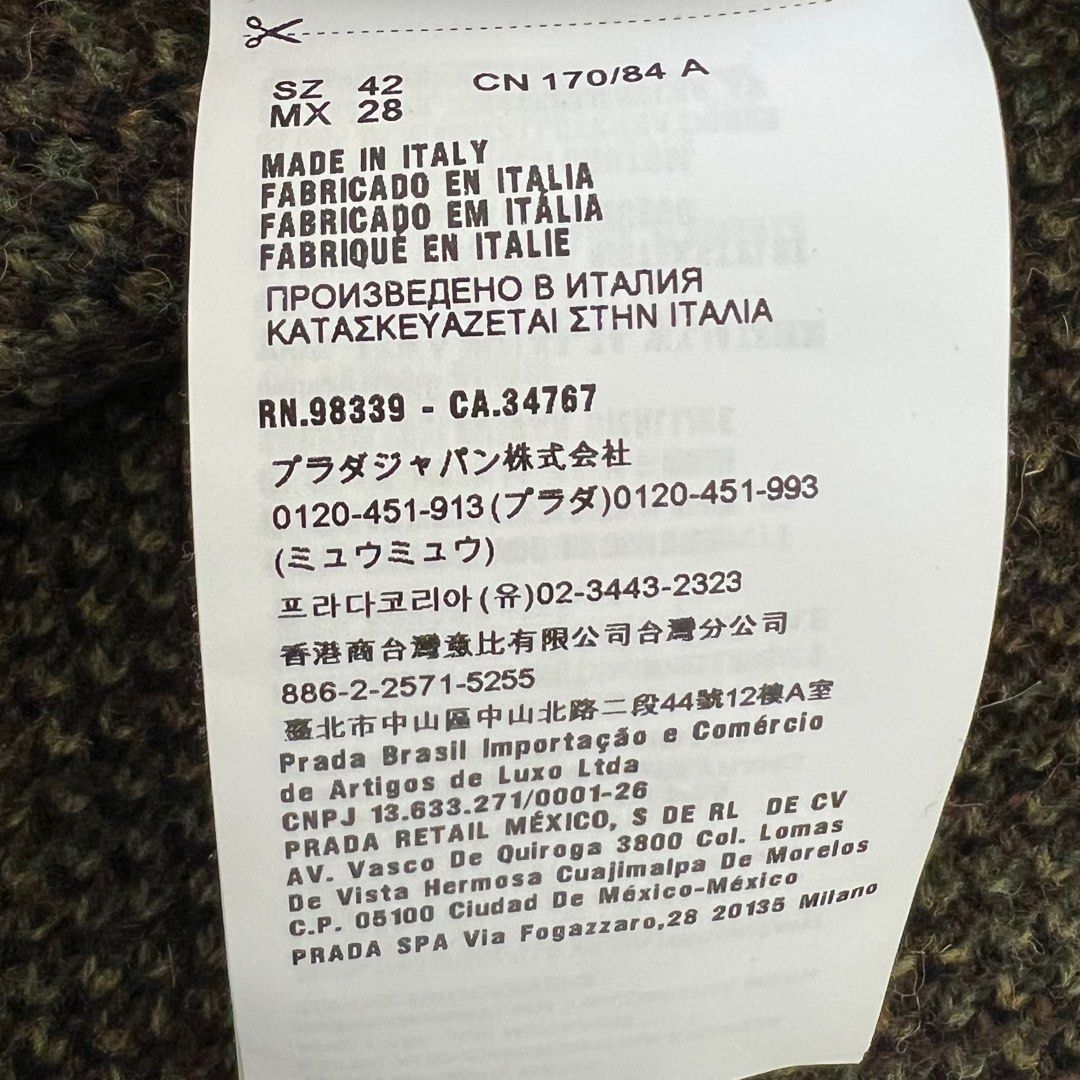 SZ 42 CN 170/84 A
MX 28
MADE IN ITALY
FABRICADO EN ITALIA
FABRICADO EM ITÁLIA
FABRIQUÉ EN ITALIE
ПРОИЗВЕДЕНО В ИТАЛИЯ
ΚΑΤΑΣΚΕΥΑΖΕΤΑΙ ΣΤΗΝ ΙΤΑΛΙΑ
RN.98339 - CA.34767
プラダジャパン株式会社
0120-451-913(プラダ)0120-451-993
(ミュウミュウ)
프라다코리아(유)02-3443-2323
香港商台灣意比有限公司台灣分公司
886-2-2571-5255
臺北市中山區中山北路二段44號12樓A室
Prada Brasil Importação e Comércio
de Artigos de Luxo Ltda
CNPJ 13.633.271/0001-26
PRADA RETAIL MÉXICO, S DE RL DE CV
AV. Vasco De Quiroga 3800 Col. Lomas
De Vista Hermosa Cuajimalpa De Morelos
C.P. 05100 Ciudad De México-México
PRADA SPA Via Fogazzaro,28 20135 Milano